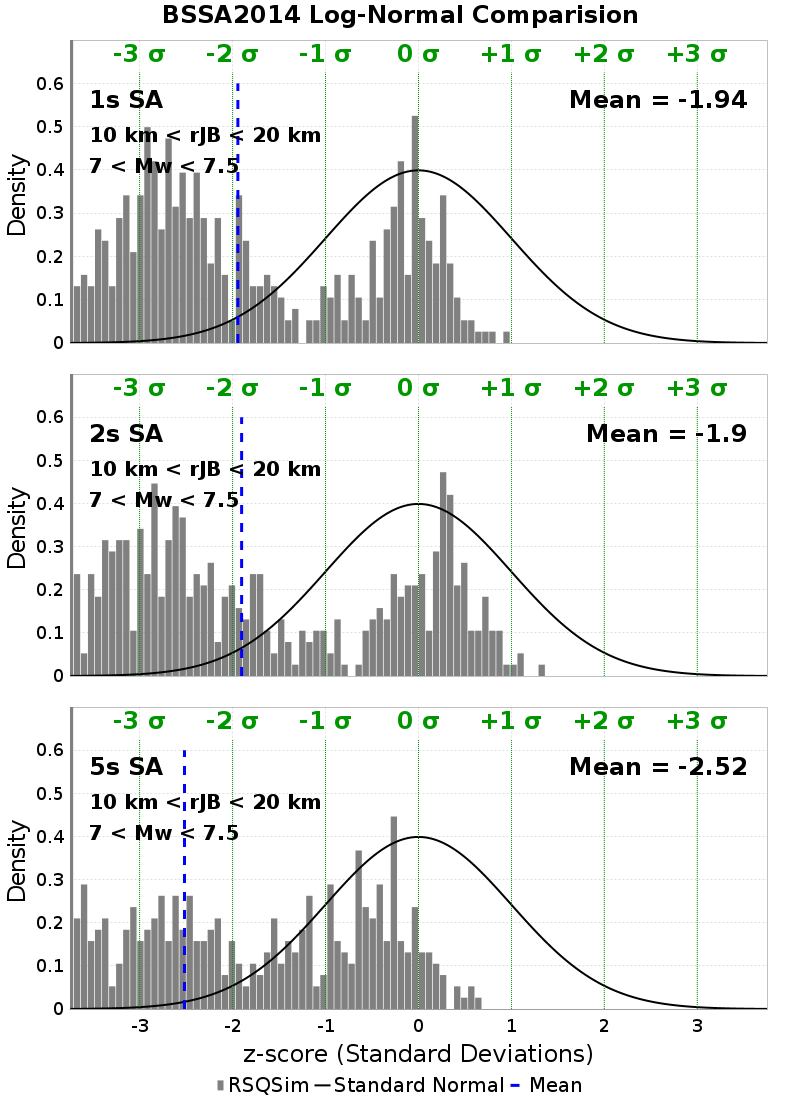 BSSA2014 Log-Normal Comparision
-3 σ -2 σ -1 σ 0 σ +1 σ +2 σ +3 σ
1s SA Mean = -1.94
10 km < rJB < 20 km
7 < Mw < 7.5
0.6
0.5
0.4
0.3
0.2
0.1
0
Density
-3 σ -2 σ -1 σ 0 σ +1 σ +2 σ +3 σ
2s SA Mean = -1.9
10 km < rJB < 20 km
7 < Mw < 7.5
0.6
0.5
0.4
0.3
0.2
0.1
0
Density
-3 σ -2 σ -1 σ 0 σ +1 σ +2 σ +3 σ
5s SA Mean = -2.52
10 km < rJB < 20 km
7 < Mw < 7.5
0.6
0.5
0.4
0.3
0.2
0.1
0
Density
-3 -2 -1 0 1 2 3
z-score (Standard Deviations)
RSQSim Standard Normal Mean